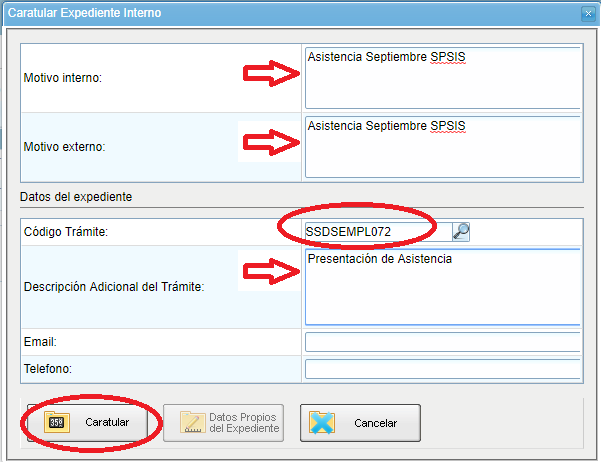 Caratular Expediente Interno
Motivo interno:
Asistencia Septiembre SPSIS
Motivo externo:
Asistencia Septiembre SPSIS
Datos del expediente
Código Trámite:
SSDSEMPL072
Descripción Adicional del Trámite:
Presentación de Asistencia
Email:
Telefono:
Caratular
Datos Propios
del Expediente
Cancelar